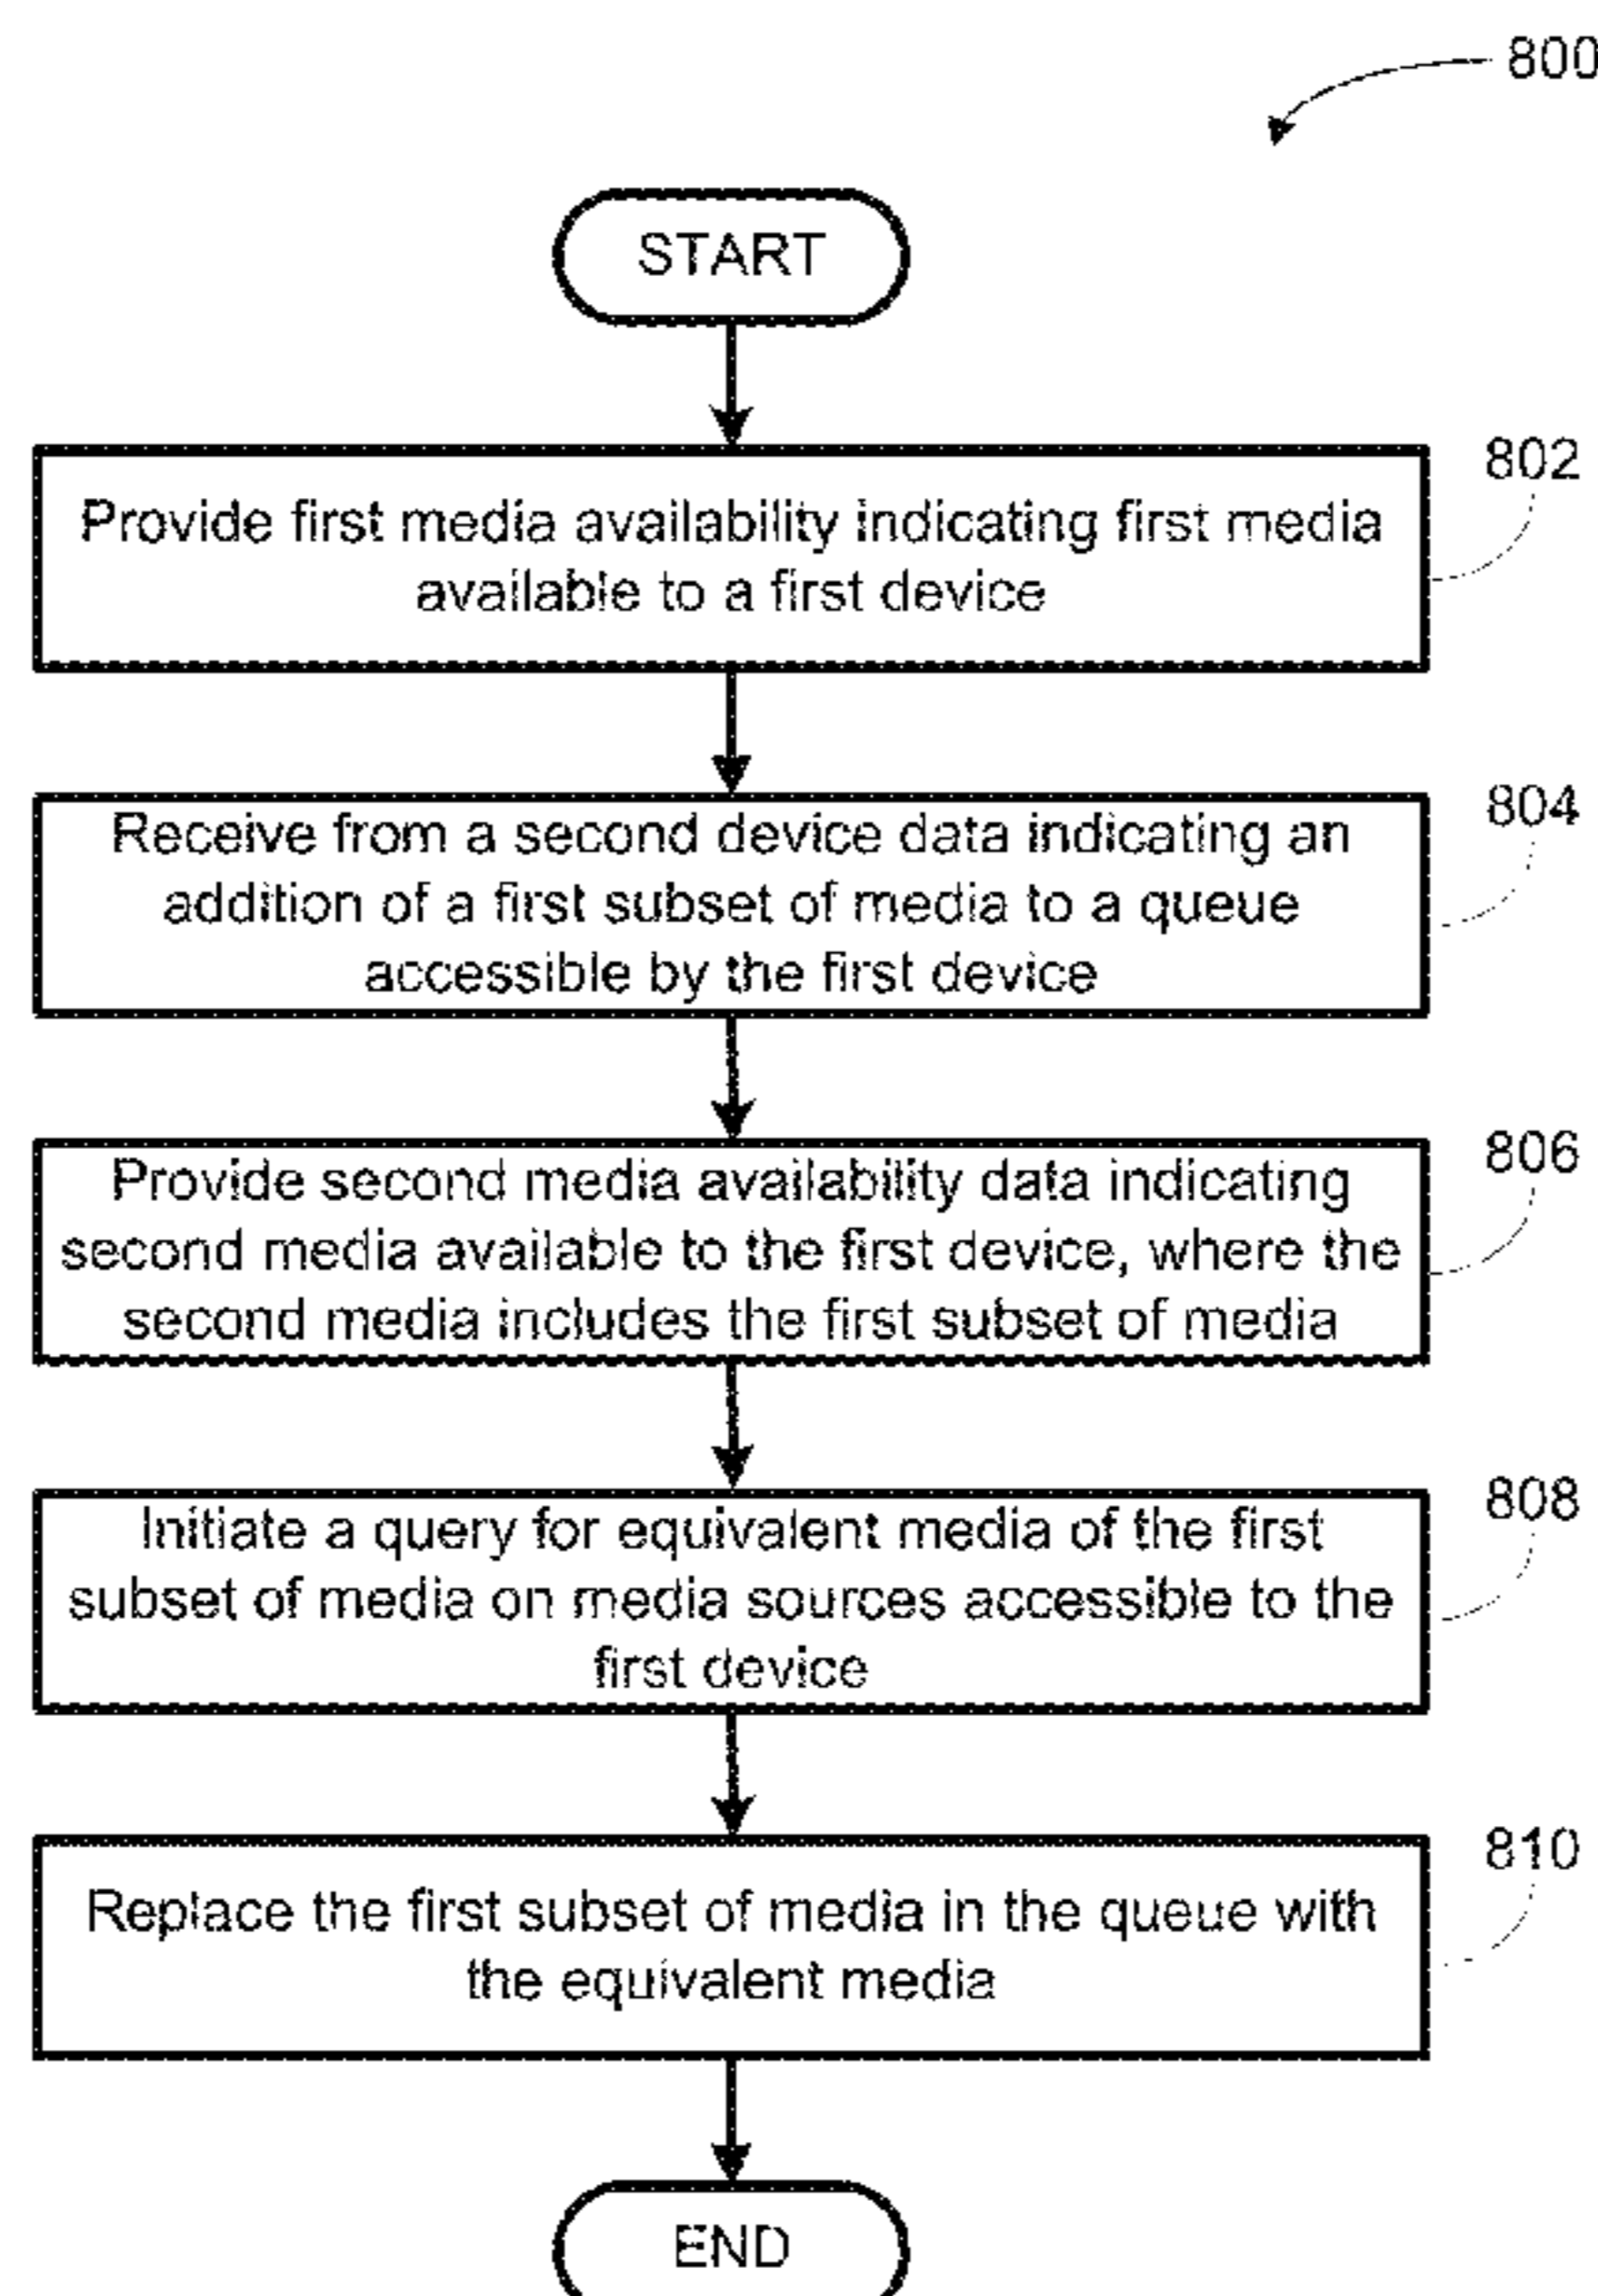 800
START
802
Provide first media availability indicating first media
available to a first device
804
Receive from a second device data indicating an
addition of a first subset of media to a queue
accessible by the first device
806
Provide second media availability data indicating
second media available to the first device, where the
second media includes the first subset of media
808
Initiate a query for equivalent media of the first
subset of media on media sources accessible to the
first device
810
Replace the first subset of media in the queue with
the equivalent media
END